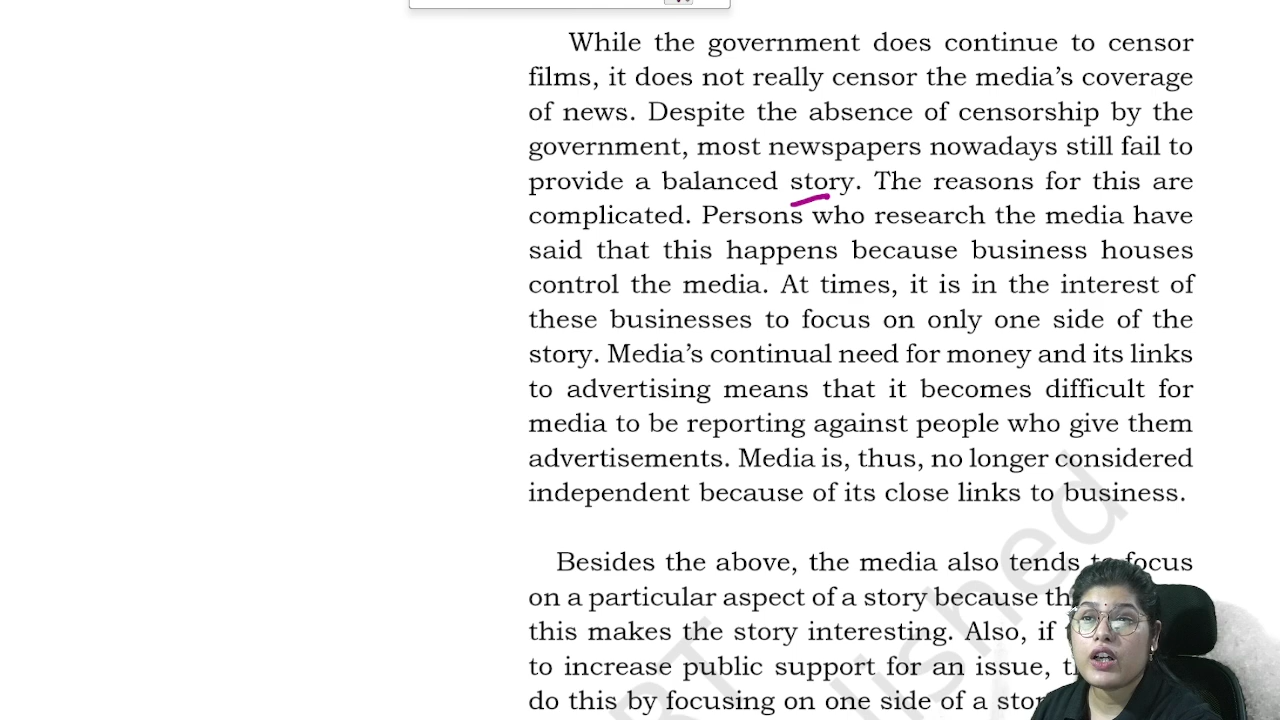 While the government does continue to censor
films, it does not really censor the media's coverage
of news. Despite the absence of censorship by the
government, most newspapers nowadays still fail to
provide a balanced story. The reasons for this are
complicated. Persons who research the media have
said that this happens because business houses
control the media. At times, it is in the interest of
these businesses to focus on only one side of the
story. Media's continual need for money and its links
to advertising means that it becomes difficult for
media to be reporting against people who give them
advertisements. Media is, thus, no longer considered
independent because of its close links to business.
Besides the above, the media also tends to focus
on a particular aspect of a story because
this makes the story interesting. Also, if
to increase public support for an issue,
do this by focusing on one side of a